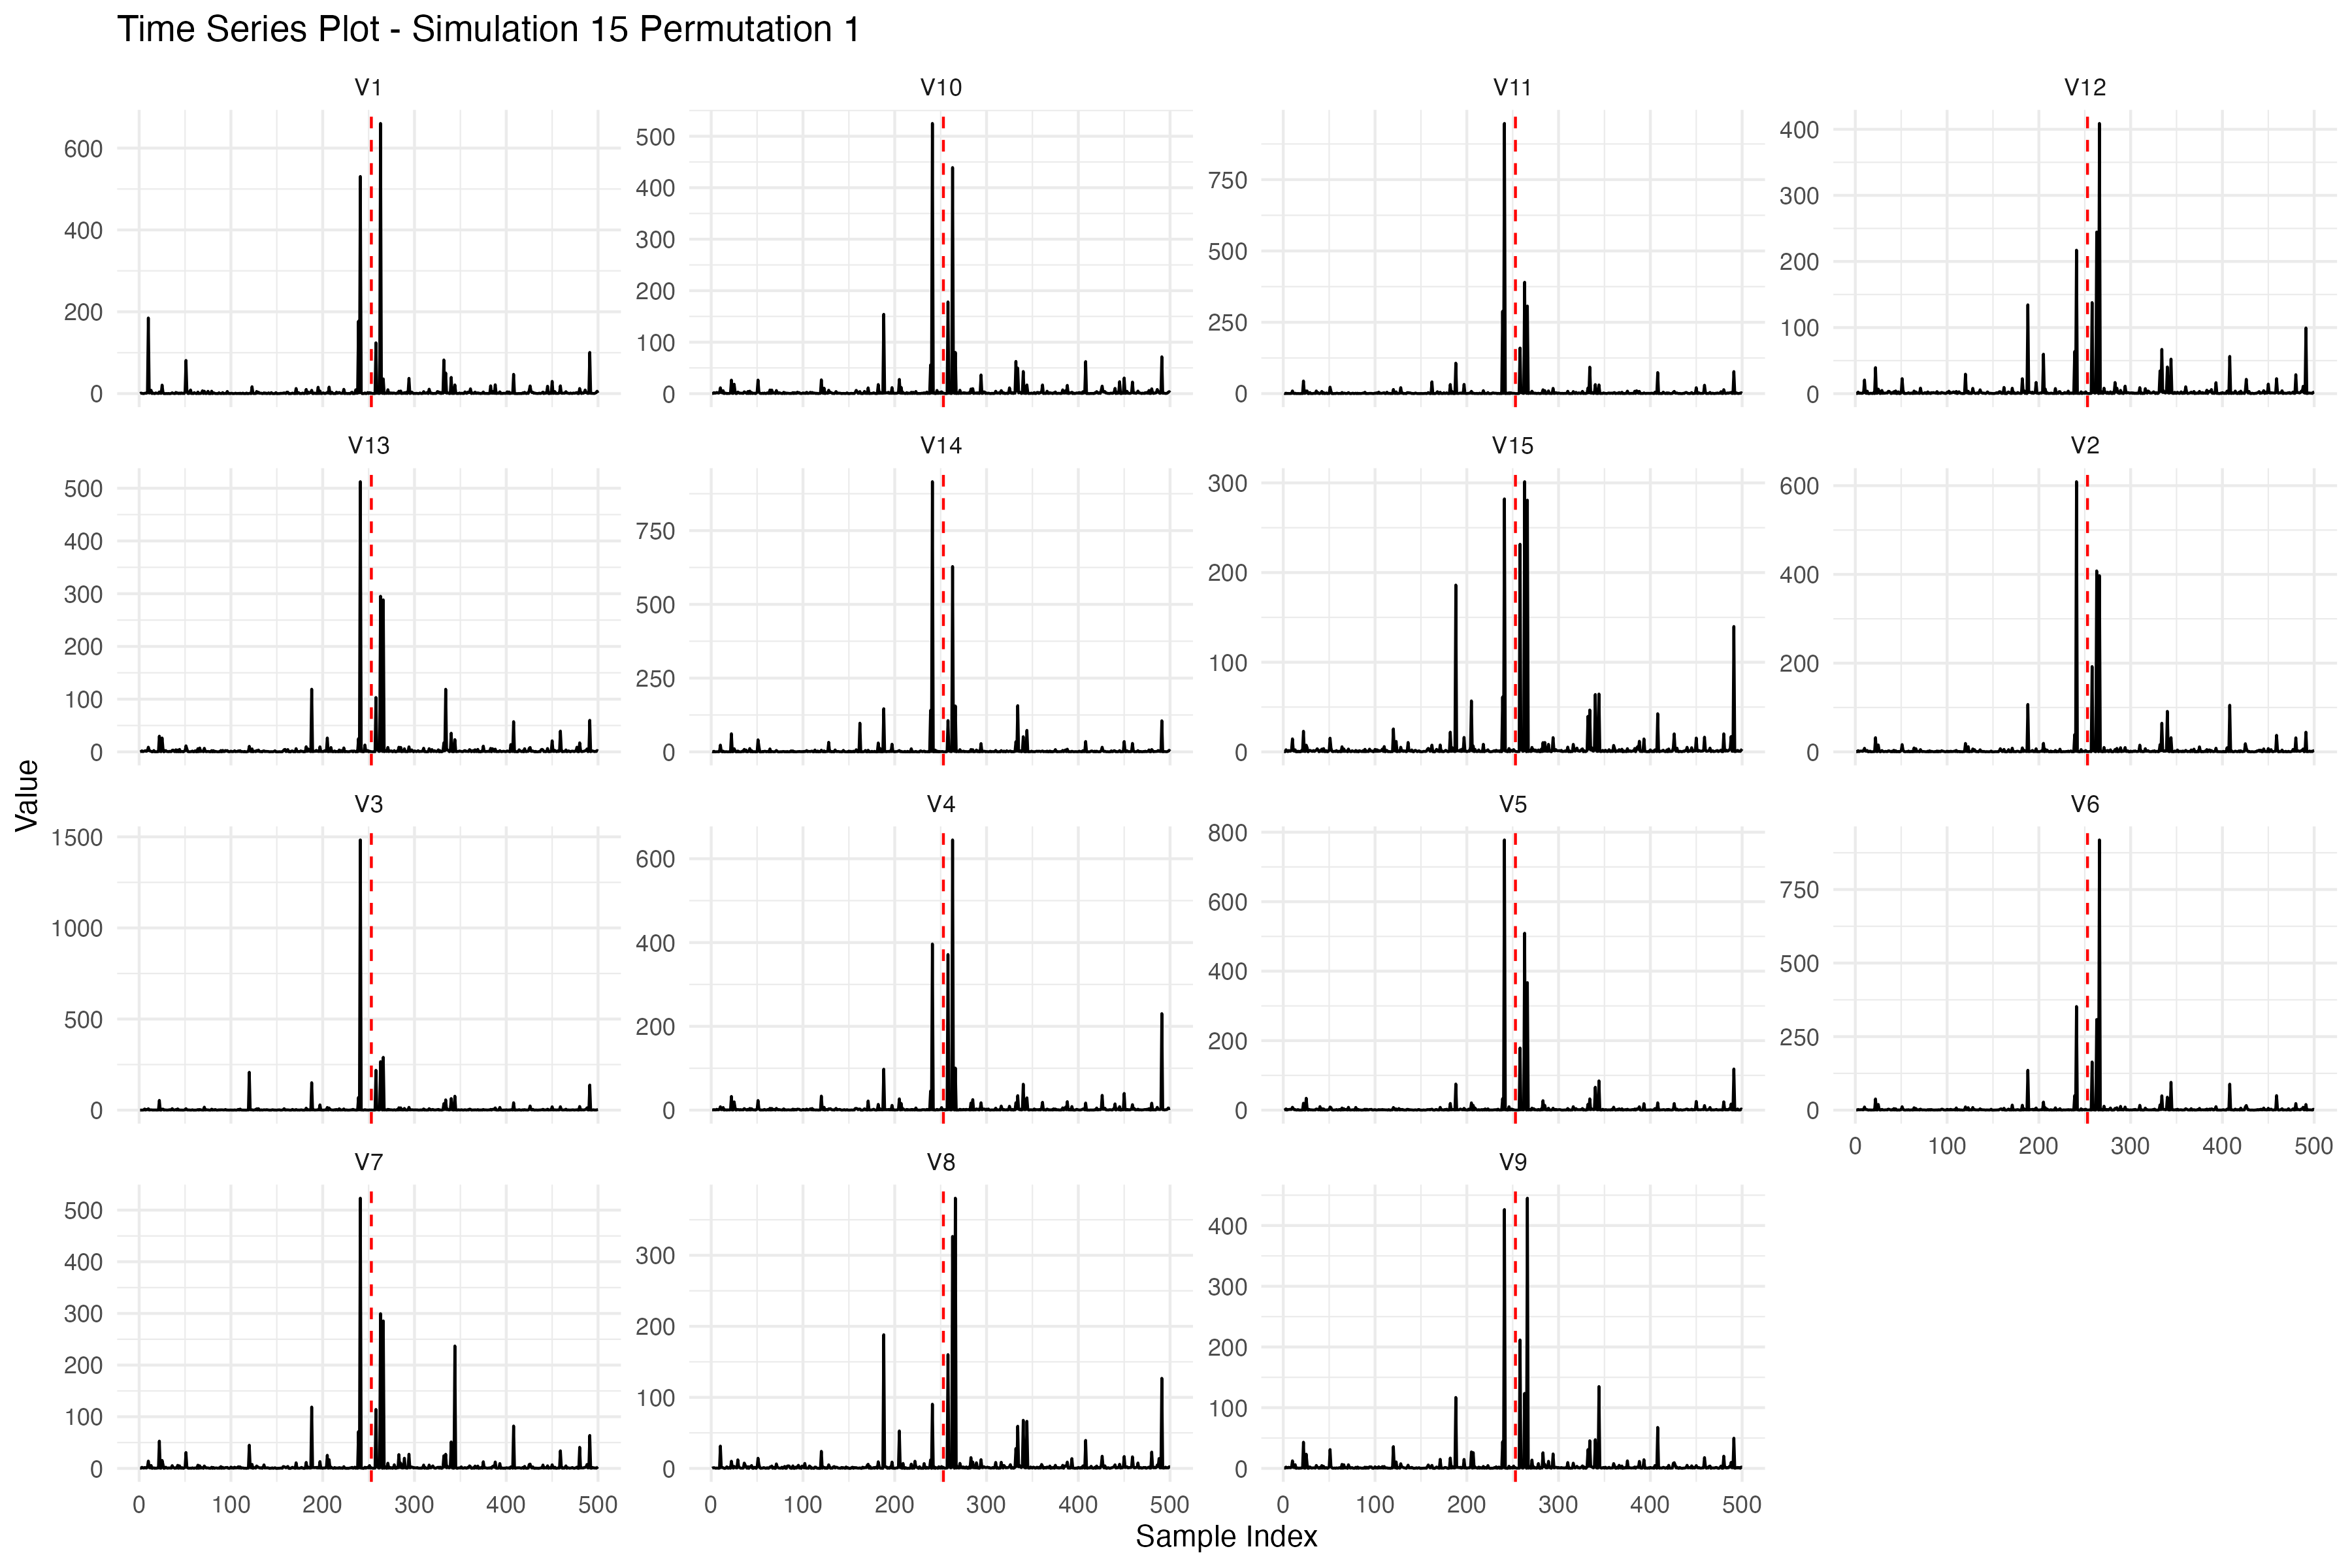 Time Series Plot - Simulation 15 Permutation 1
V1 V10 V11 V12
600 400 200 0
500 400 300 200 100 0
750 500 250 0
400 300 200 100 0
V13 V14 V15 V2
500 400 300 200 100 0
750 500 250 0
300 200 100 0
600 400 200 0
Value
V3 V4 V5 V6
1500 1000 500 0
600 400 200 0
800 600 400 200 0
750 500 250 0
0 100 200 300 400 500
V7 V8 V9
500 400 300 200 100 0
300 200 100 0
400 300 200 100 0
0 100 200 300 400 500
0 100 200 300 400 500
0 100 200 300 400 500
Sample Index